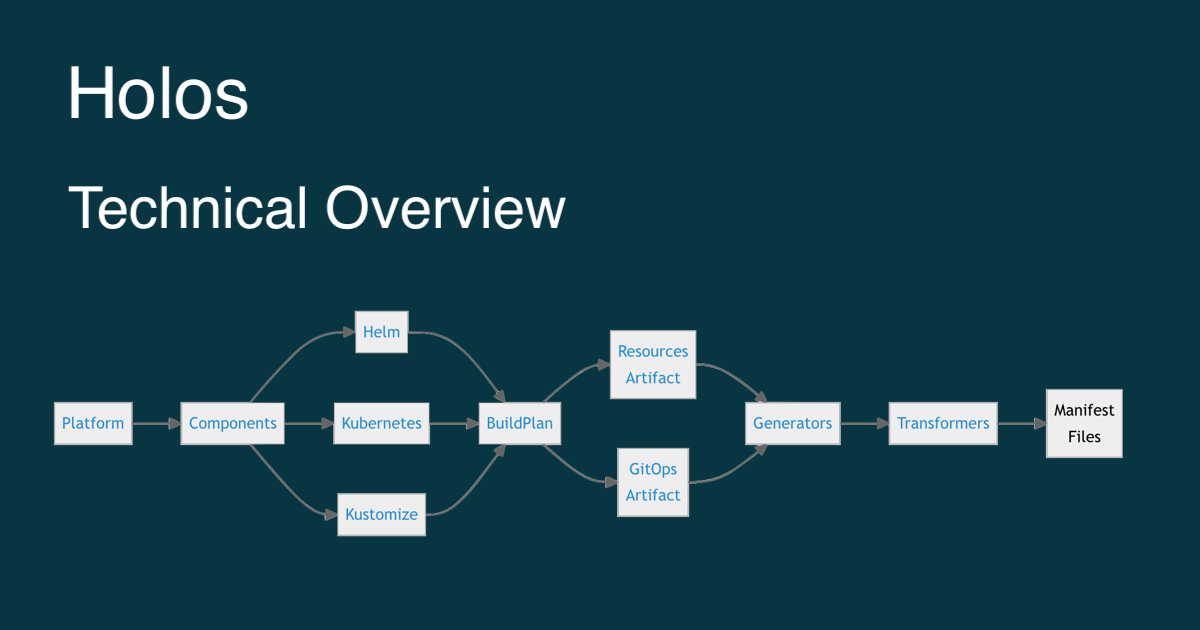 Holos
Technical Overview
Platform
Components
Helm
Kubernetes
Kustomize
BuildPlan
Resources
Artifact
GitOps
Artifact
Generators
Transformers
Manifest
Files